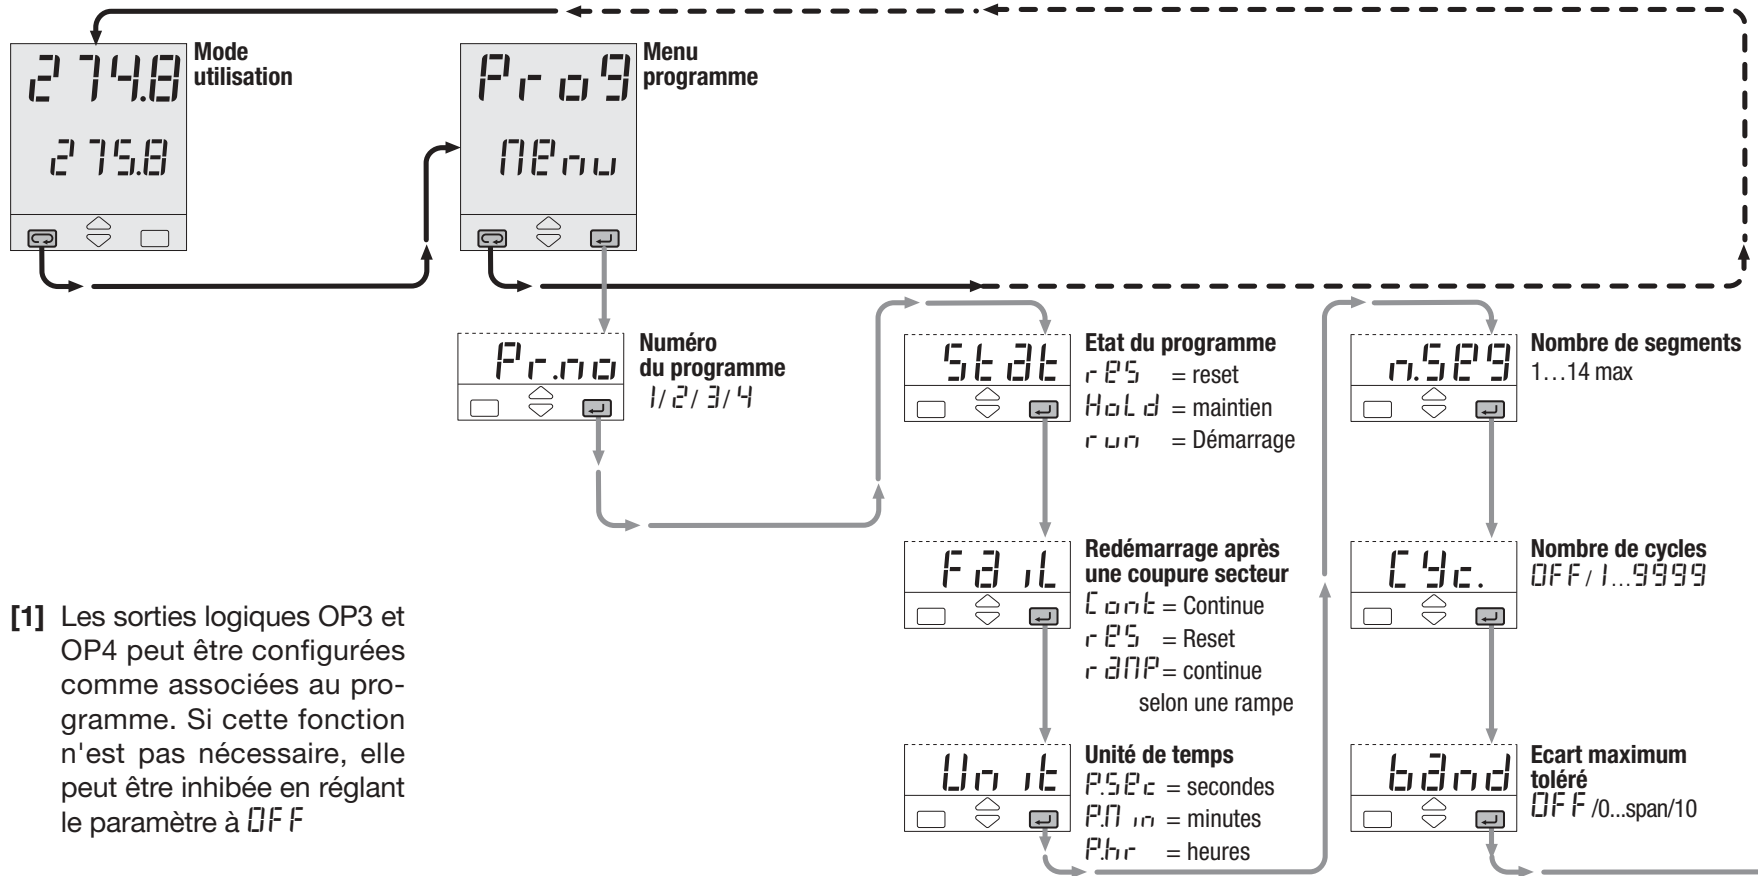 274.8
275.8
Mode
utilisation
Prog
Menu
Menu
programme
Pr.no
Numéro
du programme
1/2/3/4
Stat
Etat du programme
rES = reset
HoLd = maintien
run = Démarrage
FaiL
Redémarrage après
une coupure secteur
Cont = Continue
rES = Reset
raMP = continue
selon une rampe
Unit
Unité de temps
P.SEc = secondes
P.Min = minutes
P.hr = heures
n.SEg
Nombre de segments
1…14 max
Cyc.
Nombre de cycles
OFF/1...9999
band
Ecart maximum
toléré
OFF/0...span/10
[1] Les sorties logiques OP3 et
OP4 peut être configurées
comme associées au pro-
gramme. Si cette fonction
n'est pas nécessaire, elle
peut être inhibée en réglant
le paramètre à OFF